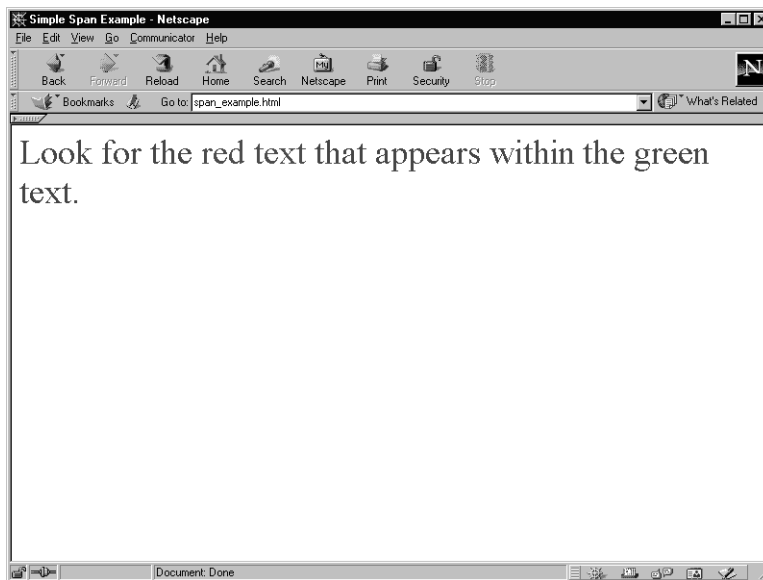 Simple Span Example - Netscape
File Edit View Go Communicator Help
Back Forward Reload Home Search Netscape Print Security Stop
My
N
Bookmarks Go to: span_example.html What's Related
Look for the red text that appears within the green
text.
Document: Done